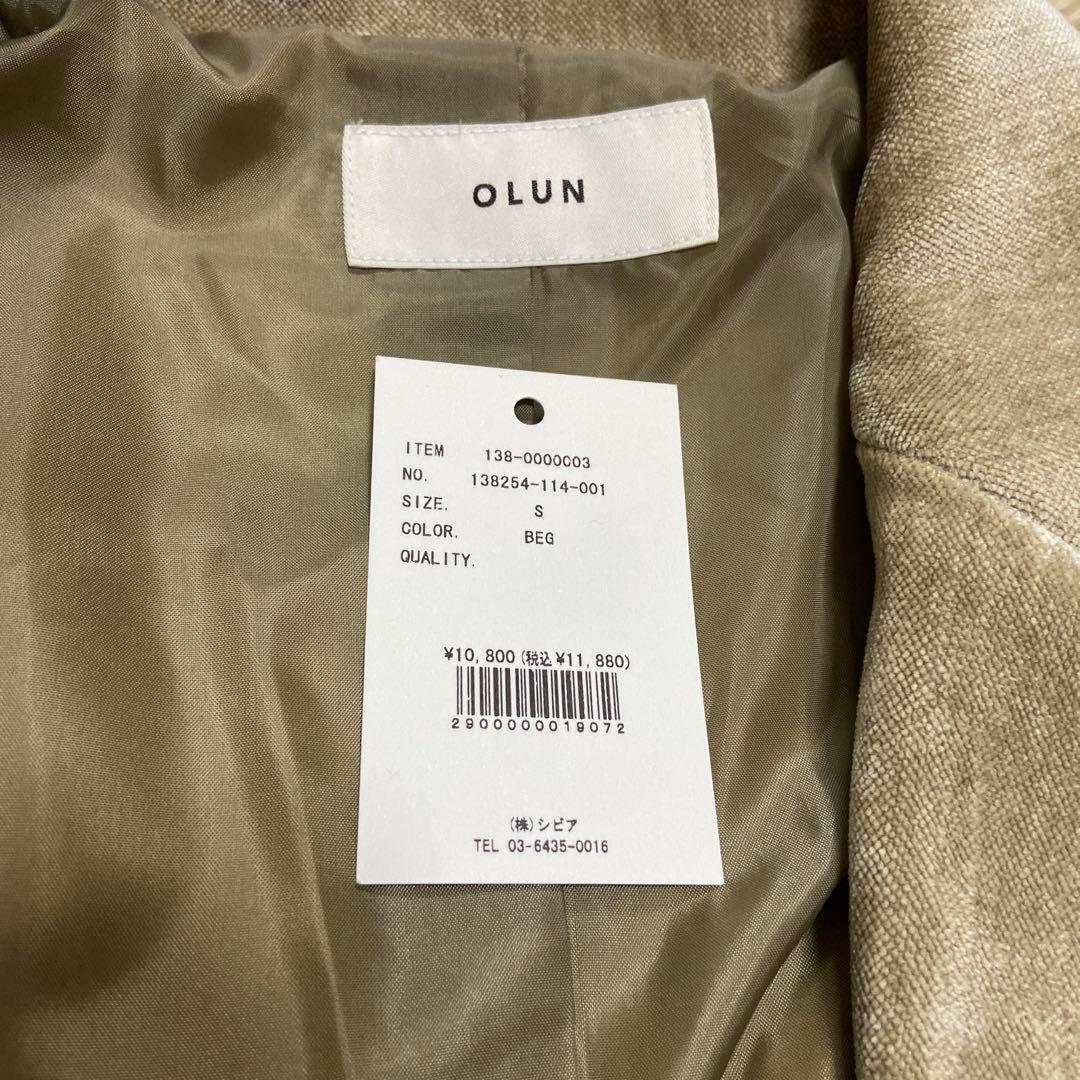 OLUN
ITEM 138-0000003
NO. 138254-114-001
SIZE. S
COLOR. BEG
QUALITY.
¥10,800(税込¥11,880)
2900000019072
(株)シビア
TEL 03-6435-0016